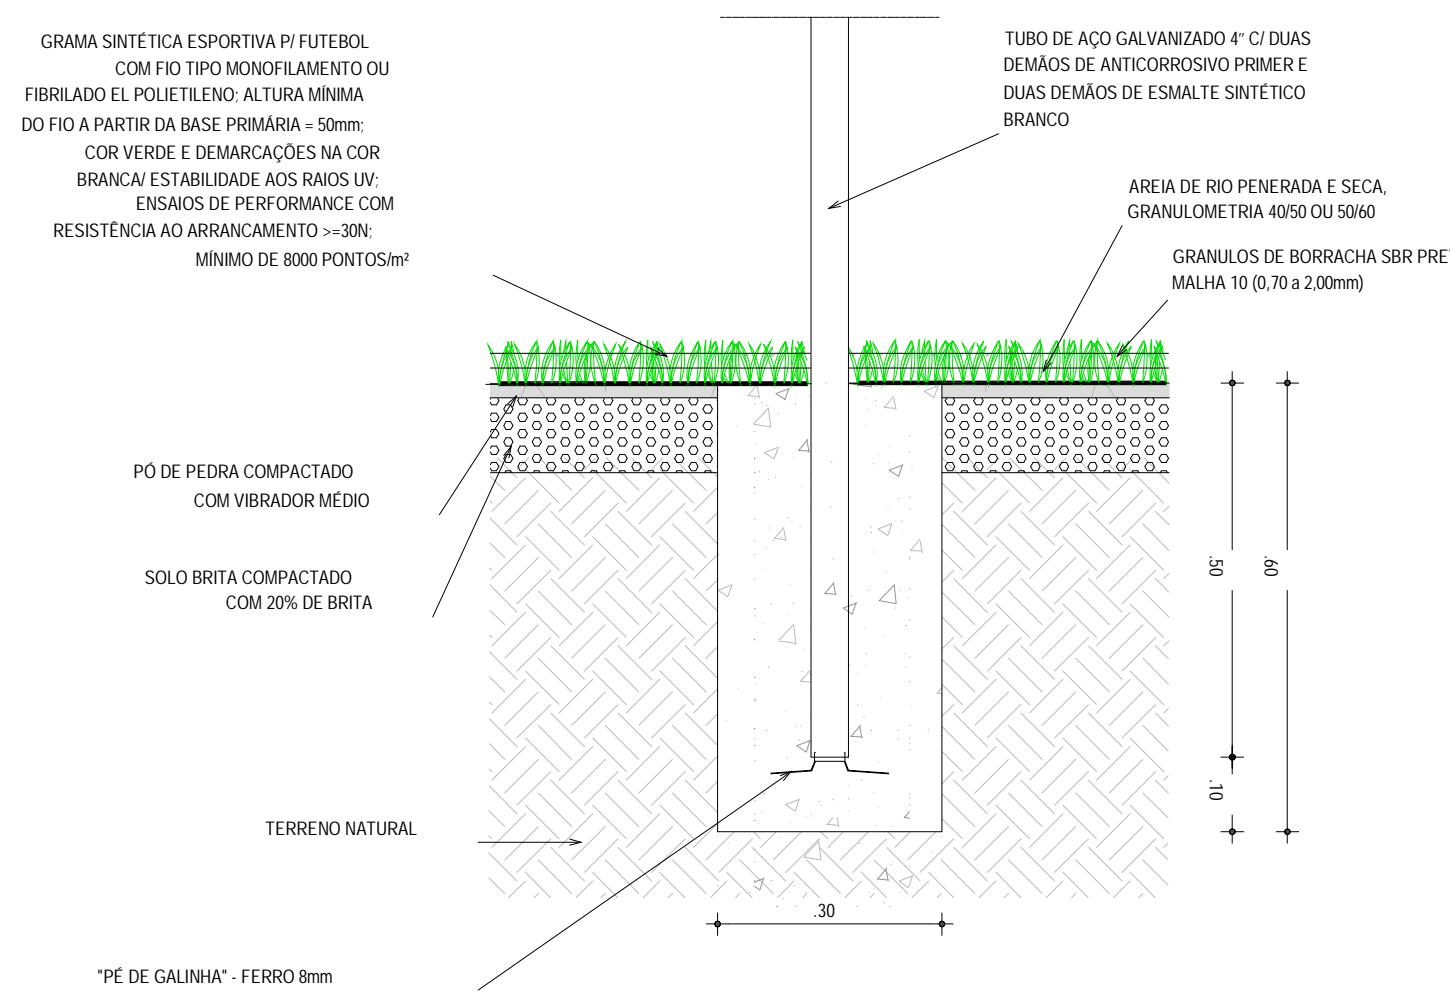 GRAMA SINTÉTICA ESPORTIVA P/ FUTEBOL
COM FIO TIPO MONOFILAMENTO OU
FIBRILADO EL POLIETILENO; ALTURA MÍNIMA
DO FIO A PARTIR DA BASE PRIMÁRIA = 50mm;
COR VERDE E DEMARCAÇÕES NA COR
BRANCA/ ESTABILIDADE AOS RAIOS UV;
ENSAIOS DE PERFORMANCE COM
RESISTÊNCIA AO ARRANCAMENTO >=30N;
MÍNIMO DE 8000 PONTOS/m²
TUBO DE AÇO GALVANIZADO 4" C/ DUAS
DEMÃOS DE ANTICORROSIVO PRIMER E
DUAS DEMÃOS DE ESMALTE SINTÉTICO
BRANCO
AREIA DE RIO PENERADA E SECA,
GRANULOMETRIA 40/50 OU 50/60
GRANULOS DE BORRACHA SBR
MALHA 10 (0,70 a 2,00mm)
PÓ DE PEDRA COMPACTADO
COM VIBRADOR MÉDIO
SOLO BRITA COMPACTADO
COM 20% DE BRITA
.50
.60
.10
TERRENO NATURAL
.30
"PÉ DE GALINHA" - FERRO 8mm